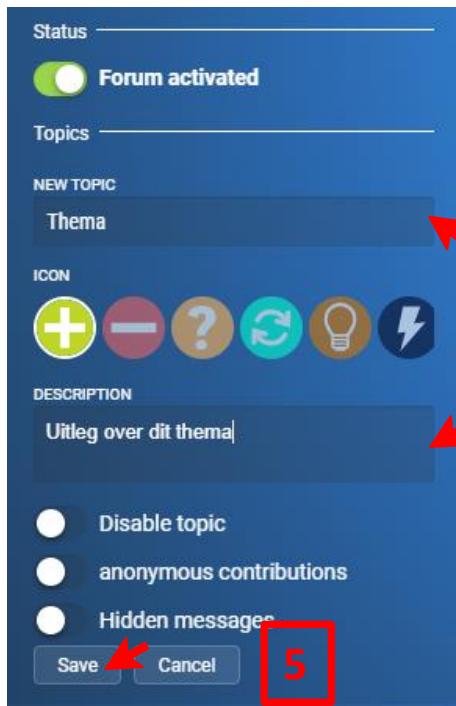 Status
Forum activated
Topics
NEW TOPIC
Thema
ICON
?
DESCRIPTION
Uitleg over dit thema
Disable topic
anonymous contributions
Hidden messages
Save Cancel 5